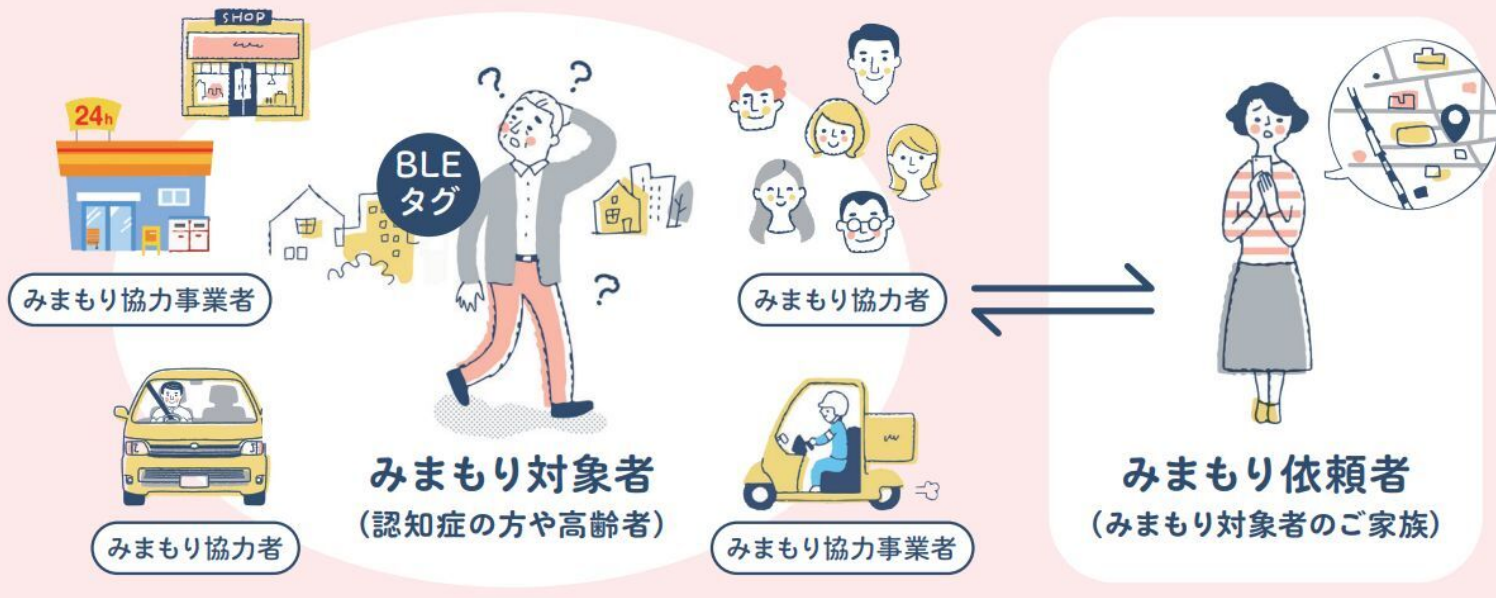 SHOP
24h
BLE
タグ
みまもり協力事業者
みまもり協力者
みまもり対象者
(認知症の方や高齢者)
みまもり協力者
みまもり協力事業者
みまもり依頼者
(みまもり対象者のご家族)